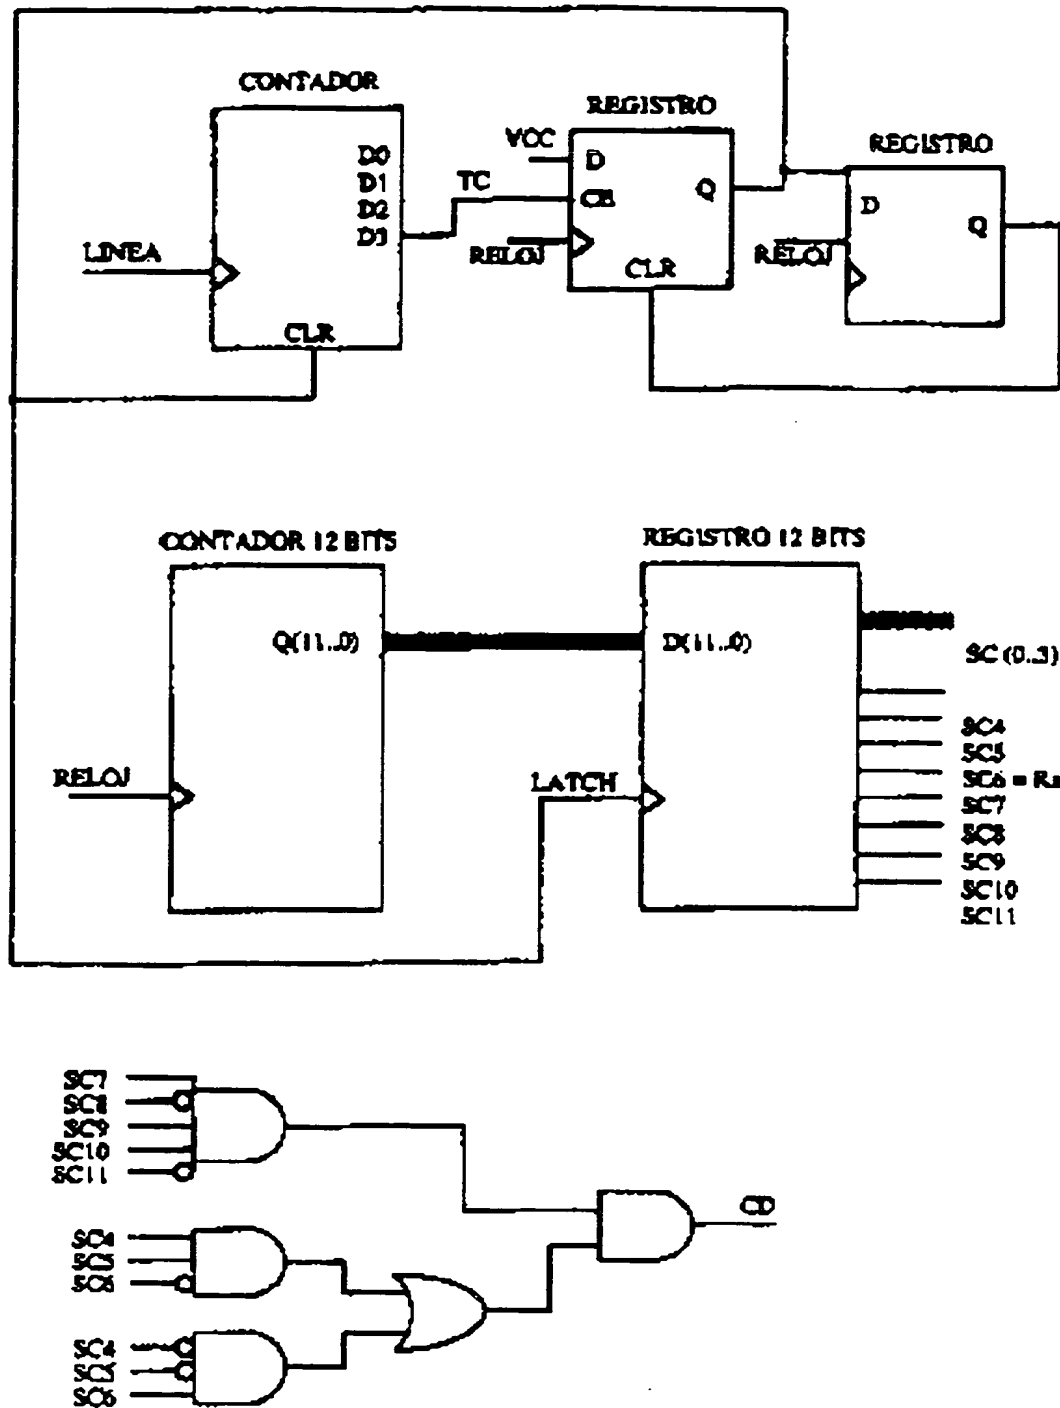 CONTADOR
REGISTRO
REGISTRO
VCC
D
D0
D1
D2
D3
TC
CE
Q
D
Q
LINEA
RELOJ
RELOJ
CLR
CLR
CONTADOR 12 BITS
REGISTRO 12 BITS
Q(11..0)
D(11..0)
SC (0..3)
SC4
SC5
SC6 = Rx
SC7
SC8
SC9
SC10
SC11
RELOJ
LATCH
SC7
SC8
SC9
SC10
SC11
CD
SC4
SC5
SC6
SC4
SC5
SC6